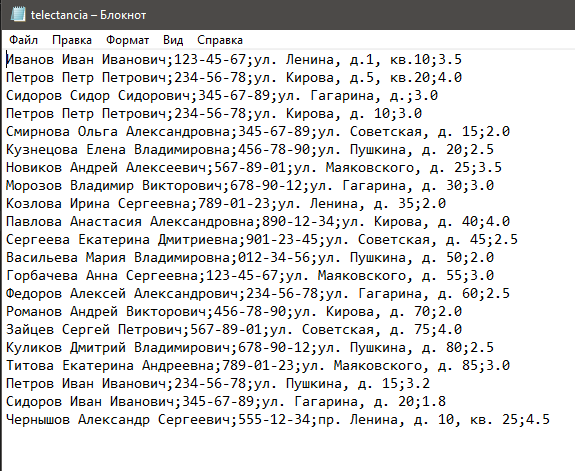 telectancia – Блокнот
Файл Правка Формат Вид Справка
Иванов Иван Иванович;123-45-67;ул. Ленина, д.1, кв.10;3.5
Петров Петр Петрович;234-56-78;ул. Кирова, д.5, кв.20;4.0
Сидоров Сидор Сидорович;345-67-89;ул. Гагарина, д.;3.0
Петров Петр Петрович;234-56-78;ул. Кирова, д. 10;3.0
Смирнова Ольга Александровна;345-67-89;ул. Советская, д. 15;2.0
Кузнецова Елена Владимировна;456-78-90;ул. Пушкина, д. 20;2.5
Новиков Андрей Алексеевич;567-89-01;ул. Маяковского, д. 25;3.5
Морозов Владимир Викторович;678-90-12;ул. Гагарина, д. 30;3.0
Козлова Ирина Сергеевна;789-01-23;ул. Ленина, д. 35;2.0
Павлова Анастасия Александровна;890-12-34;ул. Кирова, д. 40;4.0
Сергеева Екатерина Дмитриевна;901-23-45;ул. Советская, д. 45;2.5
Васильева Мария Владимировна;012-34-56;ул. Пушкина, д. 50;2.0
Горбачева Анна Сергеевна;123-45-67;ул. Маяковского, д. 55;3.0
Федоров Алексей Александрович;234-56-78;ул. Гагарина, д. 60;2.5
Романов Андрей Викторович;456-78-90;ул. Кирова, д. 70;2.0
Зайцев Сергей Петрович;567-89-01;ул. Советская, д. 75;4.0
Куликов Дмитрий Владимирович;678-90-12;ул. Пушкина, д. 80;2.5
Титова Екатерина Андреевна;789-01-23;ул. Маяковского, д. 85;3.0
Петров Иван Иванович;234-56-78;ул. Пушкина, д. 15;3.2
Сидоров Иван Иванович;345-67-89;ул. Гагарина, д. 20;1.8
Чернышов Александр Сергеевич;555-12-34;пр. Ленина, д. 10, кв. 25;4.5